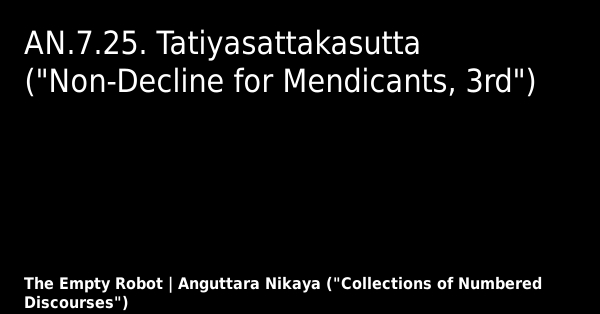 AN.7.25. Tatiyasattakasutta
("Non-Decline for Mendicants, 3rd")
The Empty Robot | Anguttara Nikaya ("Collections of Numbered
Discourses")